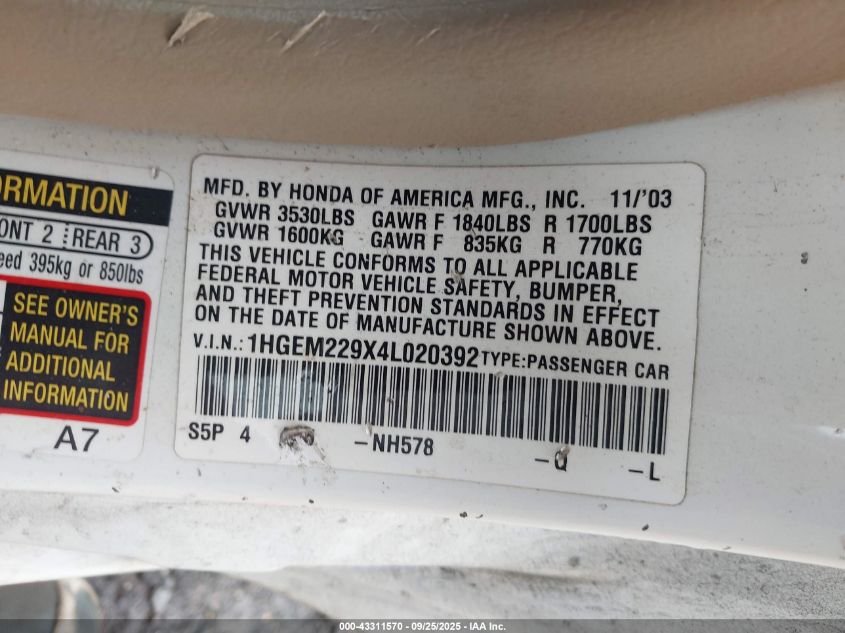 ORMATION
ONT 2 REAR 3
eed 395kg or 850lbs
SEE OWNER'S
MANUAL FOR
ADDITIONAL
INFORMATION
A7
MFD. BY HONDA OF AMERICA MFG., INC. 11/'03
GVWR 3530LBS GAWR F 1840LBS R 1700LBS
GVWR 1600KG GAWR F 835KG R 770KG
THIS VEHICLE CONFORMS TO ALL APPLICABLE
FEDERAL MOTOR VEHICLE SAFETY, BUMPER,
AND THEFT PREVENTION STANDARDS IN EFFECT
ON THE DATE OF MANUFACTURE SHOWN ABOVE.
V.I.N.: 1HGEM229X4L020392 TYPE:PASSENGER CAR
S5P 4 -NH578 -Q -L
000-43311570 - 09/25/2025 - IAA Inc.